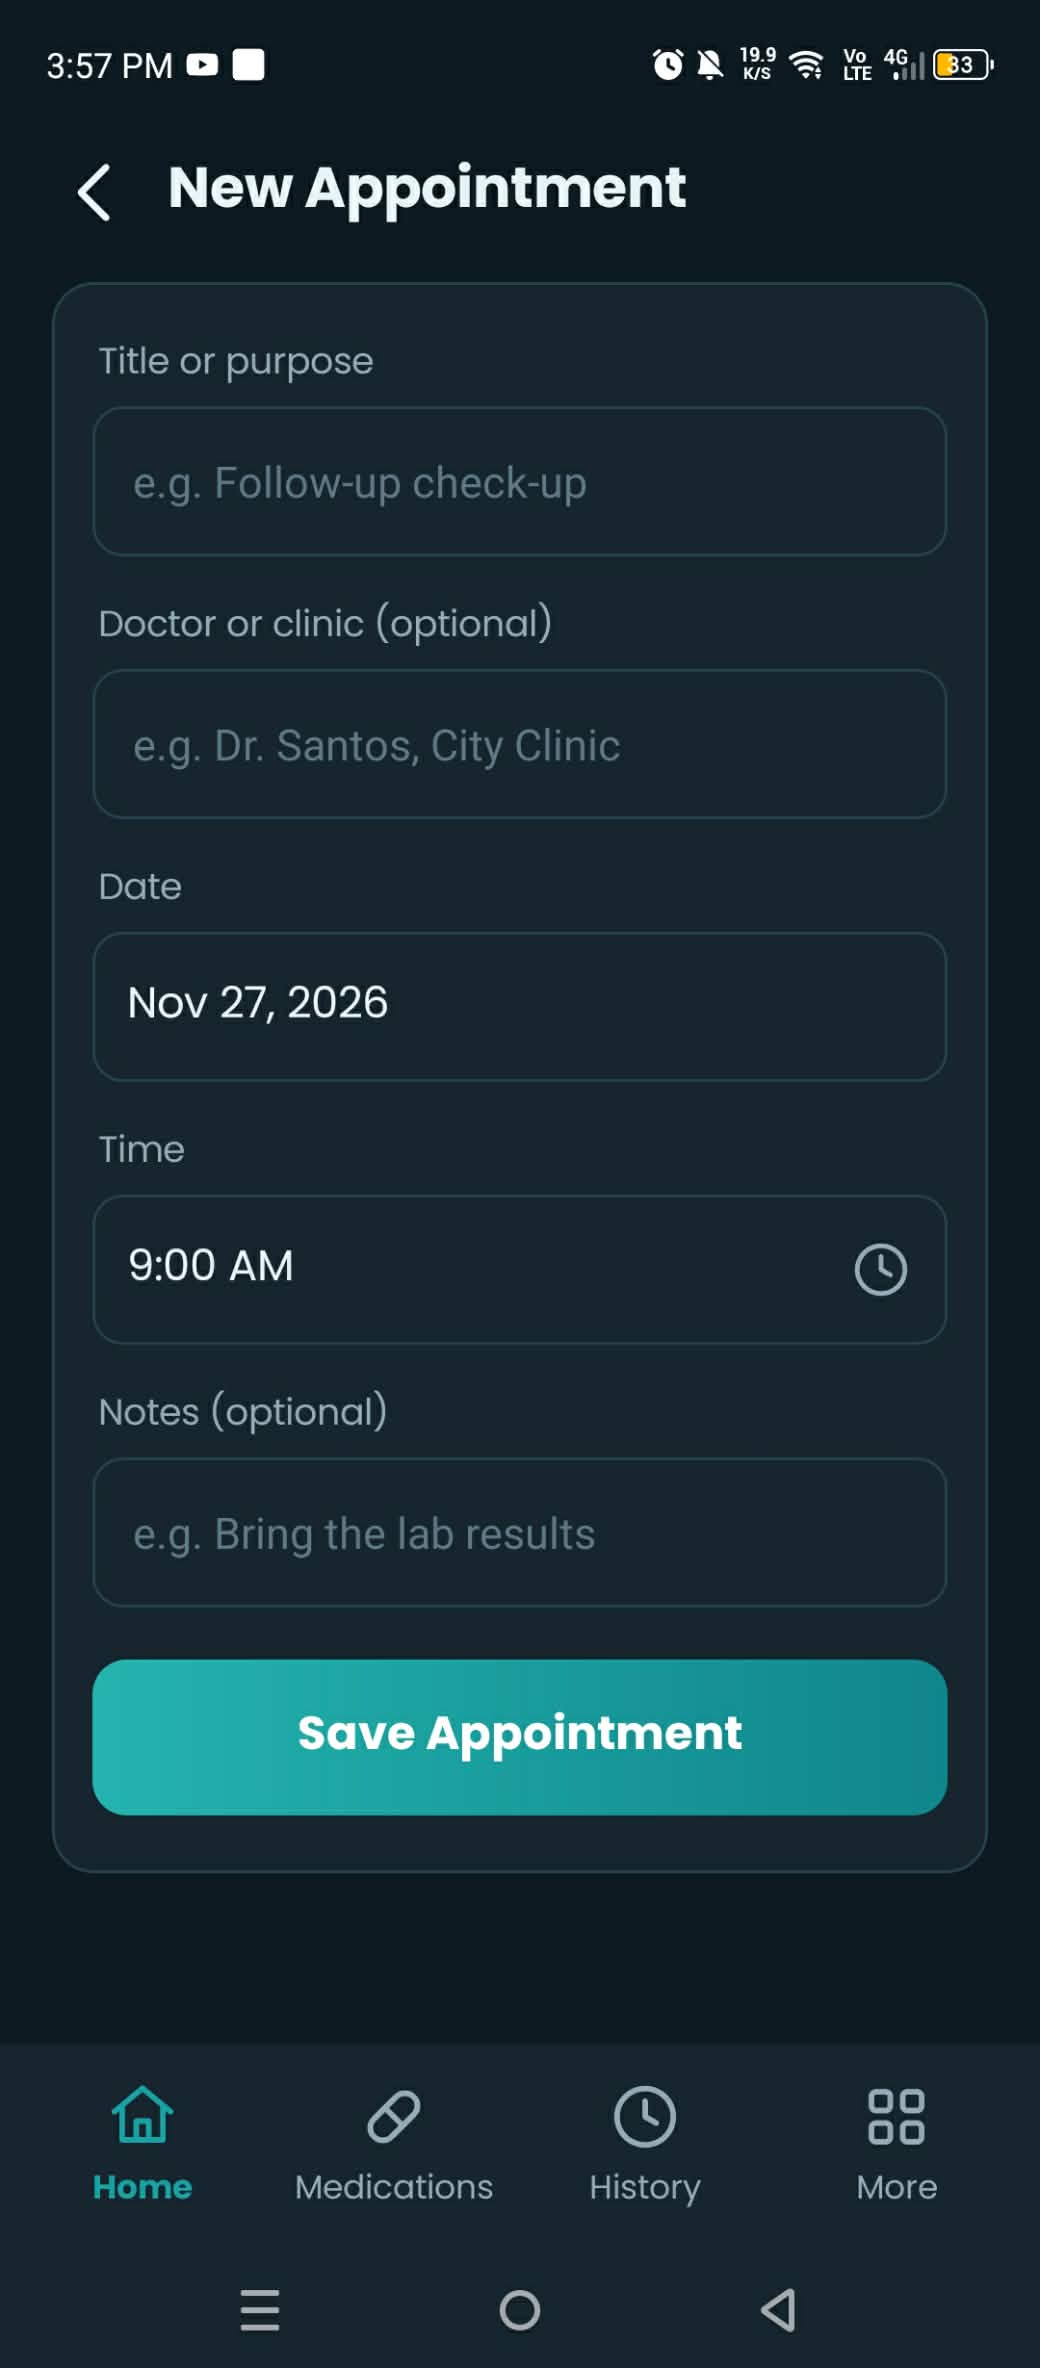 3:57 PM
19.9
K/S
Vo
LTE
4G
33
New Appointment
Title or purpose
e.g. Follow-up check-up
Doctor or clinic (optional)
e.g. Dr. Santos, City Clinic
Date
Nov 27, 2026
Time
9:00 AM
Notes (optional)
e.g. Bring the lab results
Save Appointment
Home
Medications
History
More